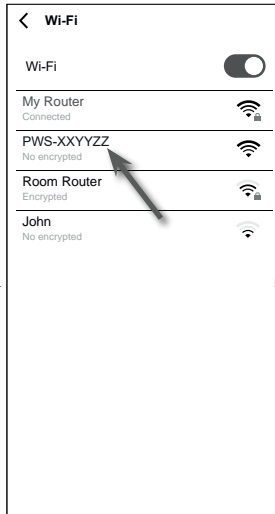 Wi-Fi
Wi-Fi
My Router
Connected
PWS-XXYYZZ
No encrypted
Room Router
Encrypted
John
No encrypted